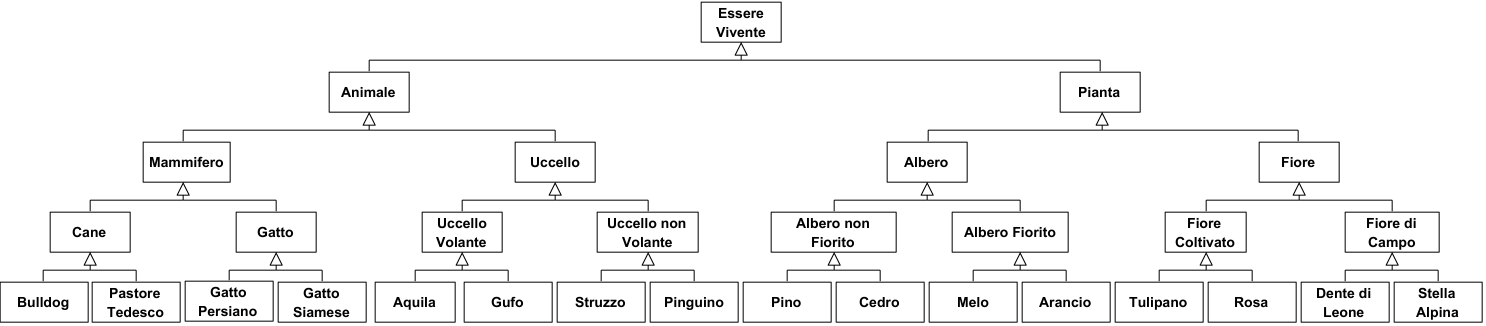 Essere
Vivente
Animale
Pianta
Mammifero
Uccello
Albero
Fiore
Cane
Gatto
Uccello
Volante
Uccello non
Volante
Albero non
Fiorito
Albero Fiorito
Fiore
Coltivato
Fiore di
Campo
Bulldog
Pastore
Tedesco
Gatto
Persiano
Gatto
Siamese
Aquila
Gufo
Struzzo
Pinguino
Pino
Cedro
Melo
Arancio
Tulipano
Rosa
Dente di
Leone
Stella
Alpina